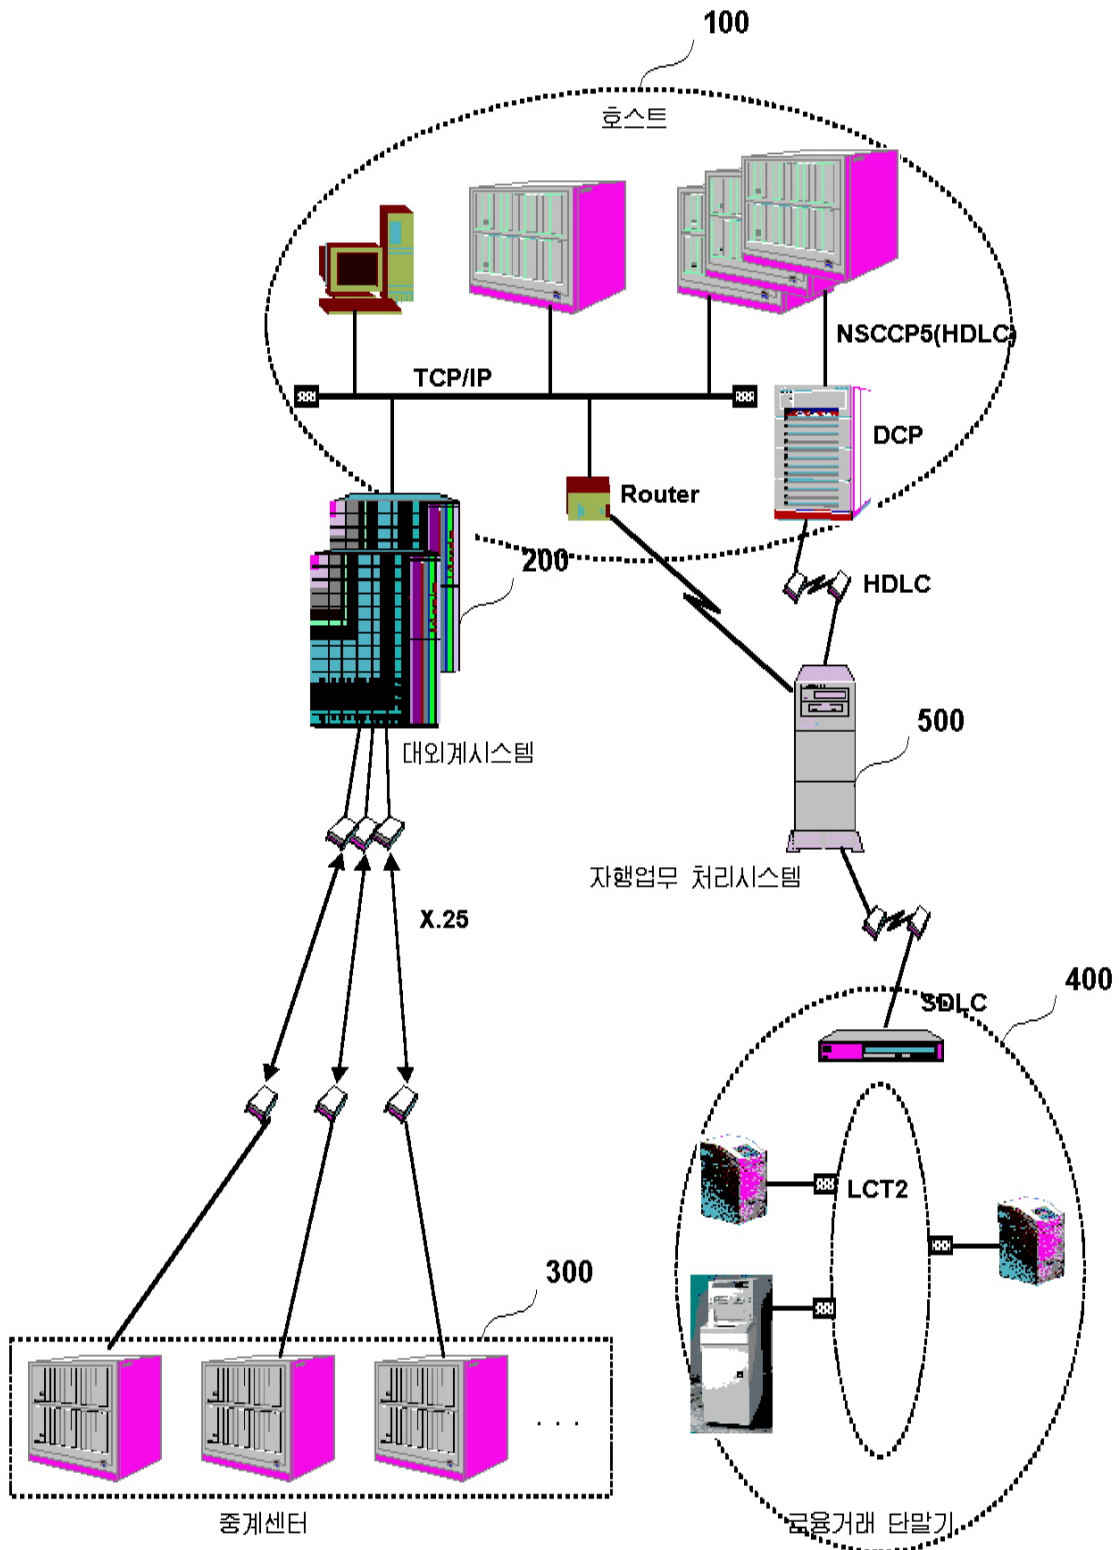 100
호스트
NSCCP5(HDLC)
TCP/IP
DCP
Router
200
HDLC
500
대외계시스템
자행업무 처리시스템
X.25
400
SDLC
LCT2
300
. . .
중계센터
금융거래 단말기